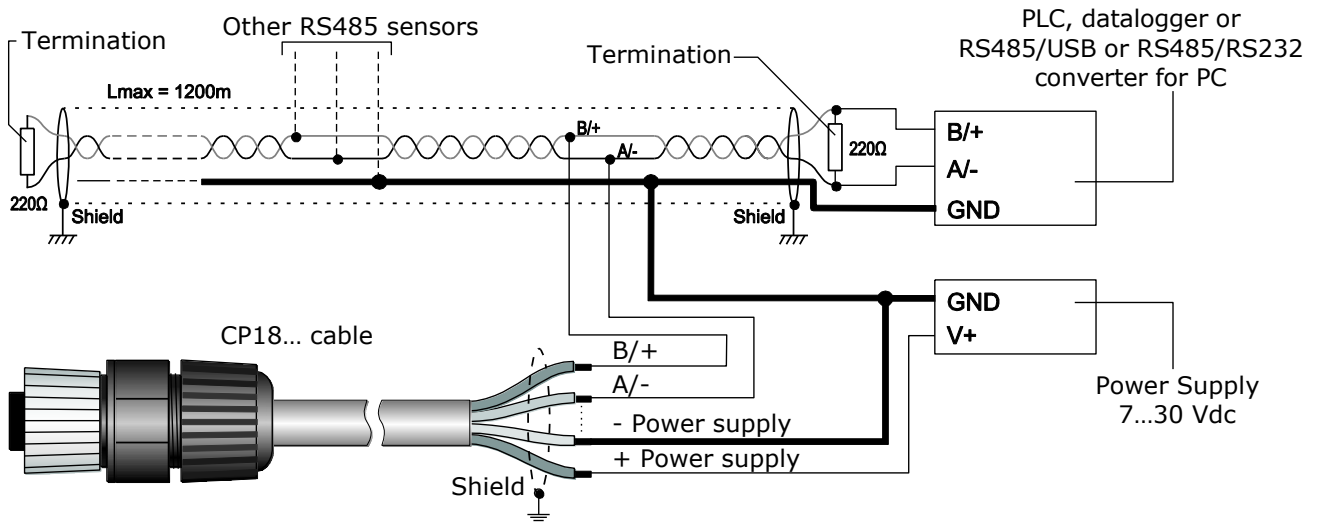 PLC, datalogger or
RS485/USB or RS485/RS232
converter for PC
Other RS485 sensors
Termination
Termination
Lmax = 1200m
B/+
A/-
220Ω
B/+
A/-
GND
220Ω
Shield
Shield
GND
V+
CP18... cable
B/+
A/-
- Power supply
+ Power supply
Shield
Power Supply
7...30 Vdc